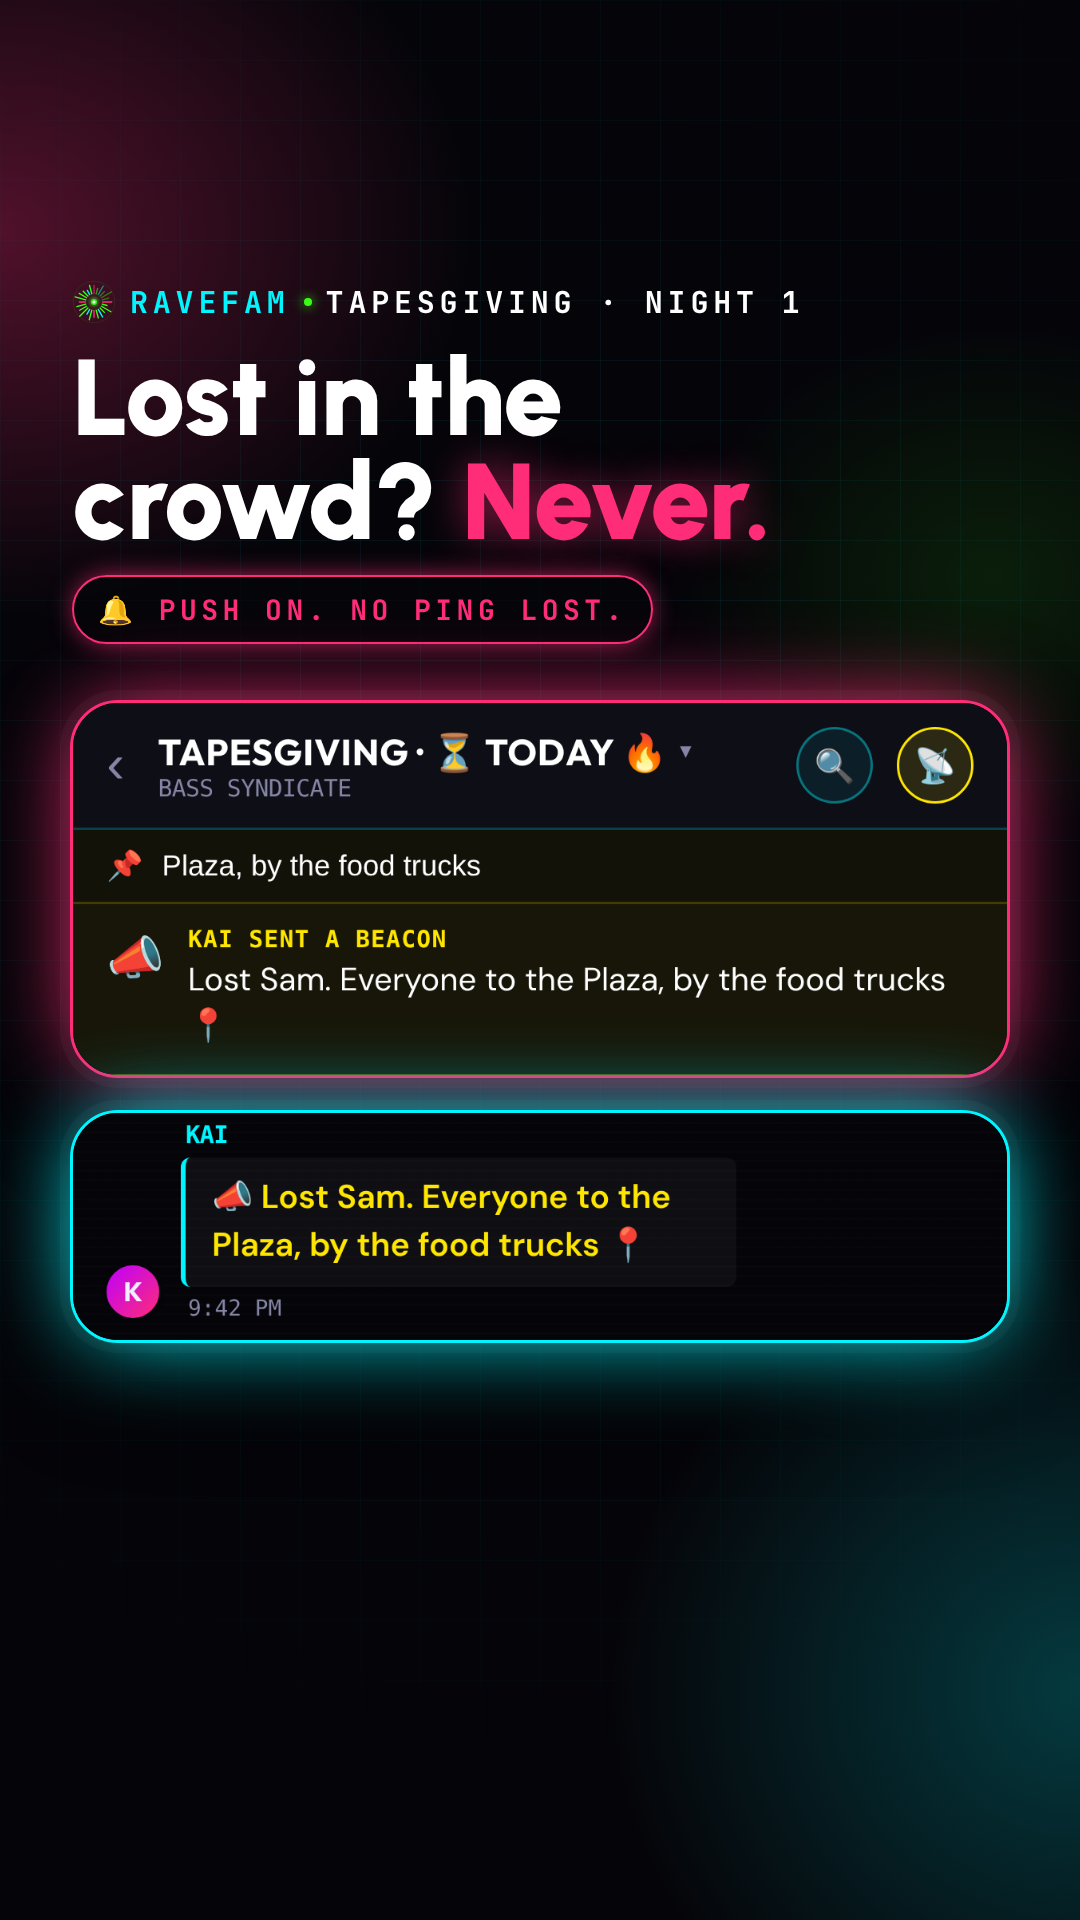 RAVEFAM • TAPESGIVING · NIGHT 1
Lost in the
crowd? Never.
🔔 PUSH ON. NO PING LOST.
‹ TAPESGIVING · ⏳ TODAY 🔥 ▼
BASS SYNDICATE
📌 Plaza, by the food trucks
KAI SENT A BEACON
Lost Sam. Everyone to the Plaza, by the food trucks
📍
KAI
📣 Lost Sam. Everyone to the
Plaza, by the food trucks 📍
K
9:42 PM